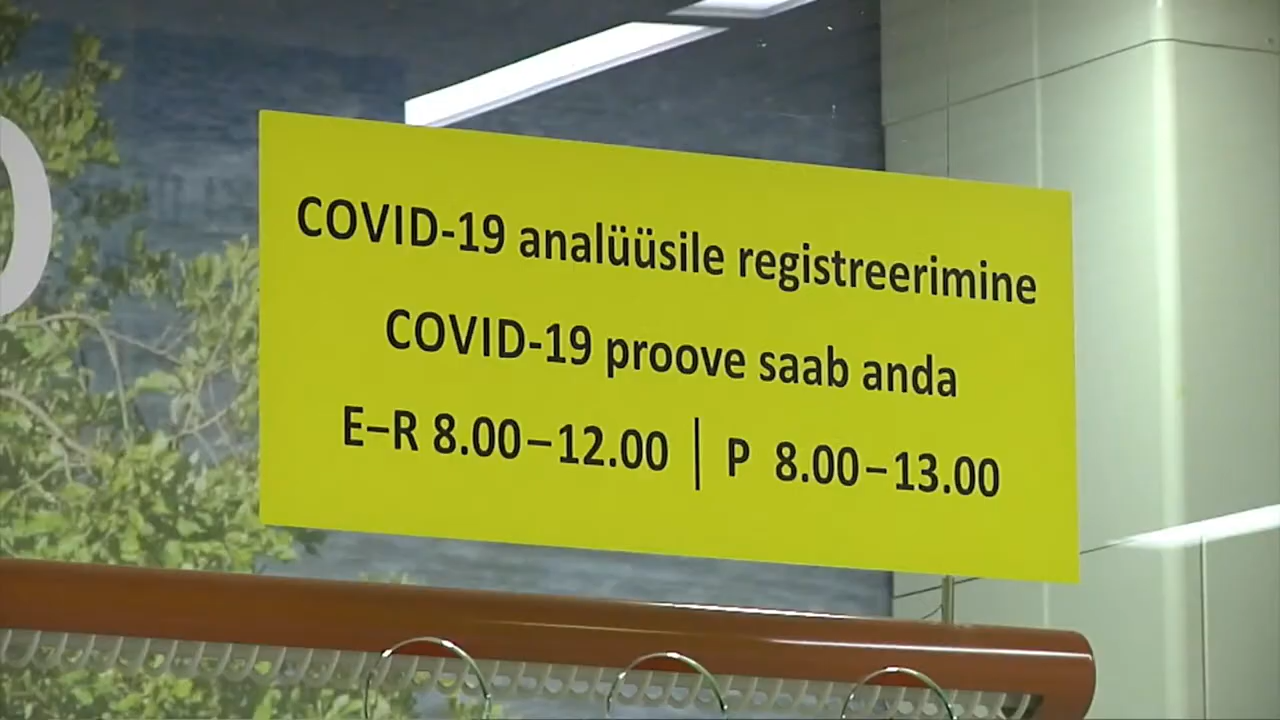 COVID-19 analüüsile registreerimine
COVID-19 proove saab anda
E–R 8.00–12.00 | P 8.00–13.00